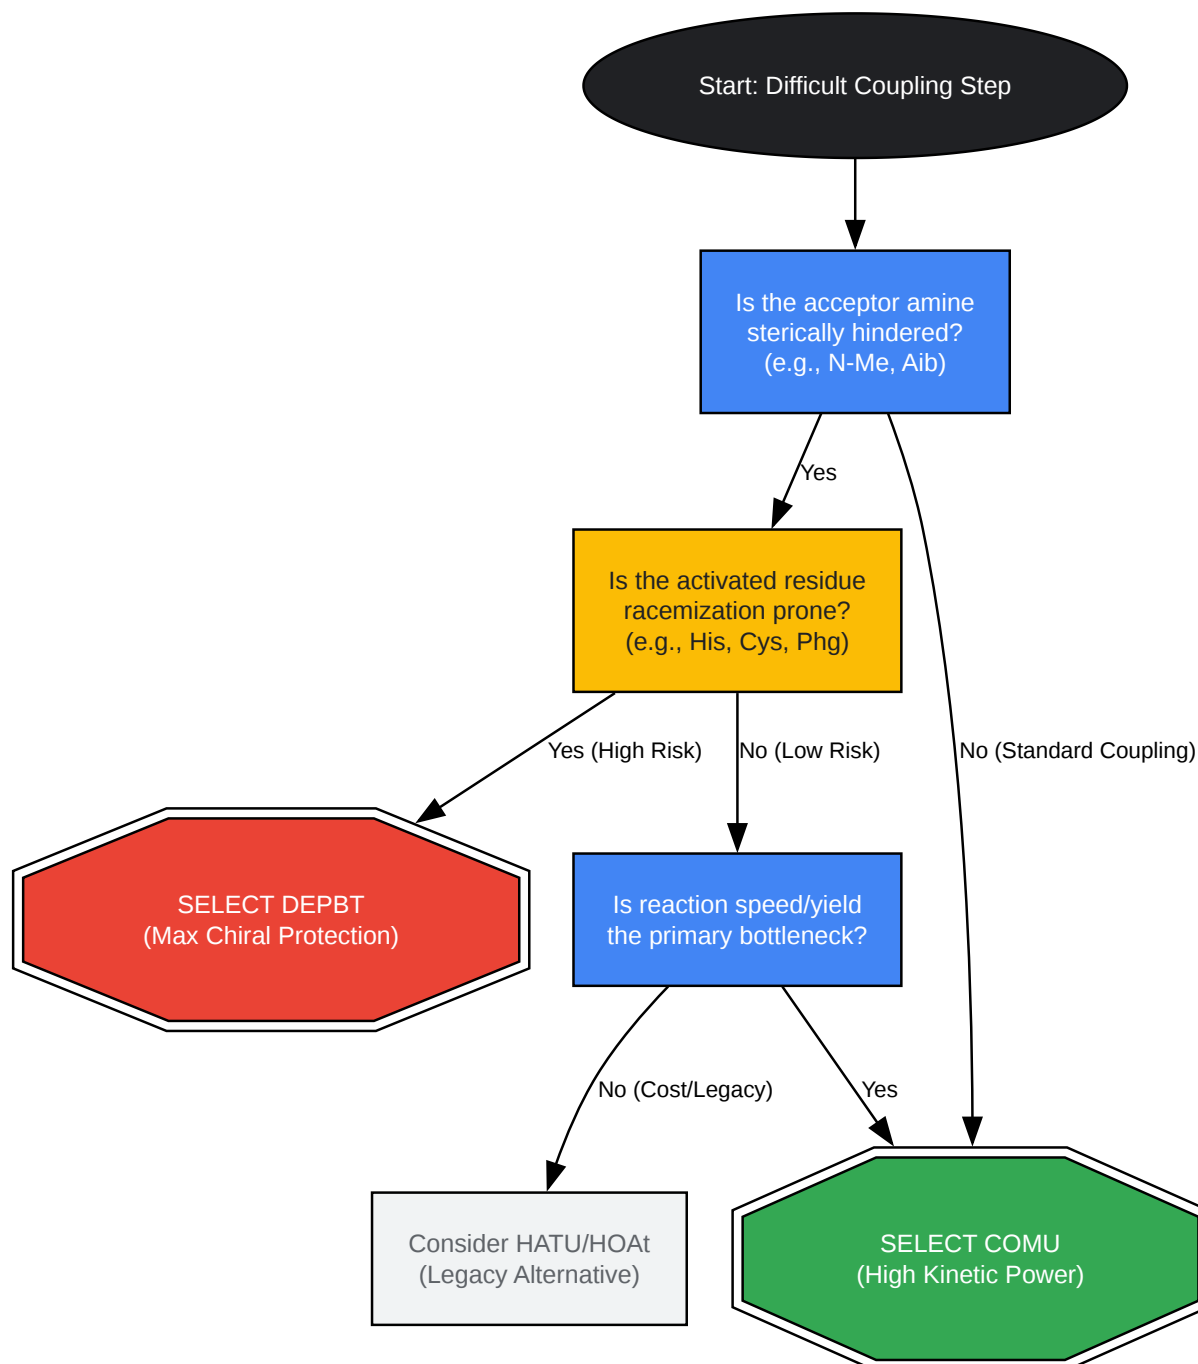 Start: Difficult Coupling Step
Is the acceptor amine
sterically hindered?
(e.g., N-Me, Aib)
Yes
Is the activated residue
racemization prone?
(e.g., His, Cys, Phg)
Yes (High Risk)
No (Low Risk)
No (Standard Coupling)
SELECT DEPBT
(Max Chiral Protection)
Is reaction speed/yield
the primary bottleneck?
No (Cost/Legacy)
Yes
Consider HATU/HOAt
(Legacy Alternative)
SELECT COMU
(High Kinetic Power)